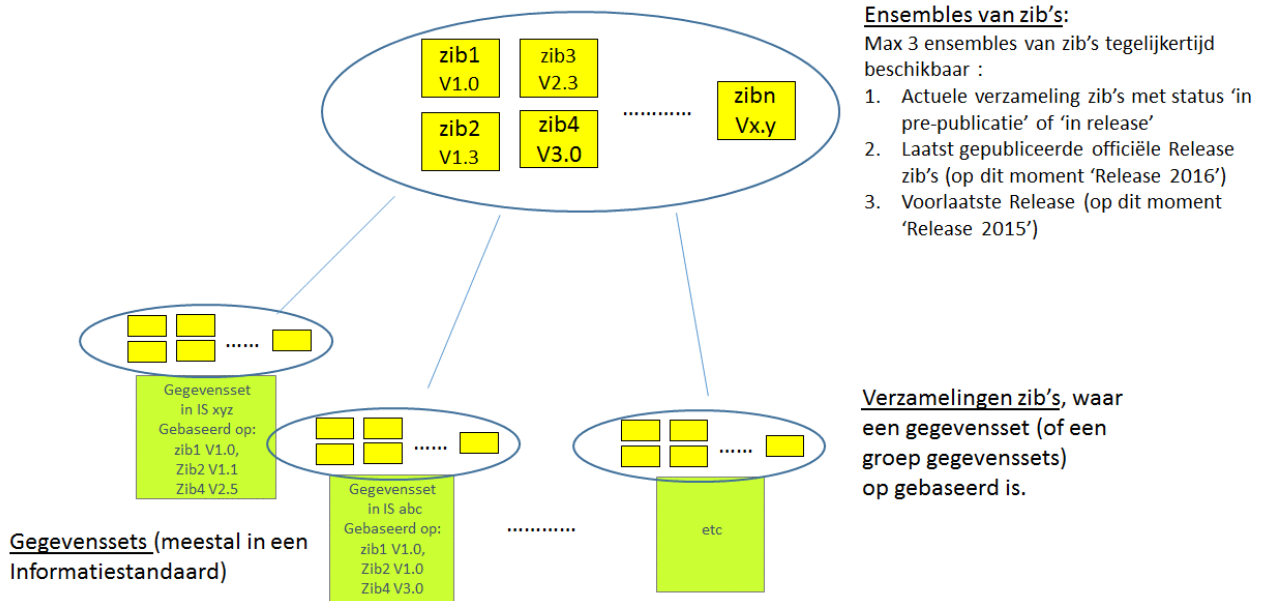 zib1
V1.0
zib3
V2.3
zib2
V1.3
zib4
V3.0
…………
zibn
Vx.y
Ensembles van zib's:
Max 3 ensembles van zib's tegelijkertijd
beschikbaar :
1. Actuele verzameling zib's met status ‘in
pre-publicatie’ of ‘in release’
2. Laatst gepubliceerde officiële Release
zib's (op dit moment ‘Release 2016’)
3. Voorlaatste Release (op dit moment
‘Release 2015’)
……
Gegevensset
in IS xyz
Gebaseerd op:
zib1 V1.0,
Zib2 V1.1
Zib4 V2.5
……
Gegevensset
in IS abc
Gebaseerd op:
zib1 V1.0,
Zib2 V1.0
Zib4 V3.0
…………
……
etc
Verzamelingen zib's, waar
een gegevensset (of een
groep gegevenssets)
op gebaseerd is.
Gegevenssets (meestal in een
Informatiestandaard)